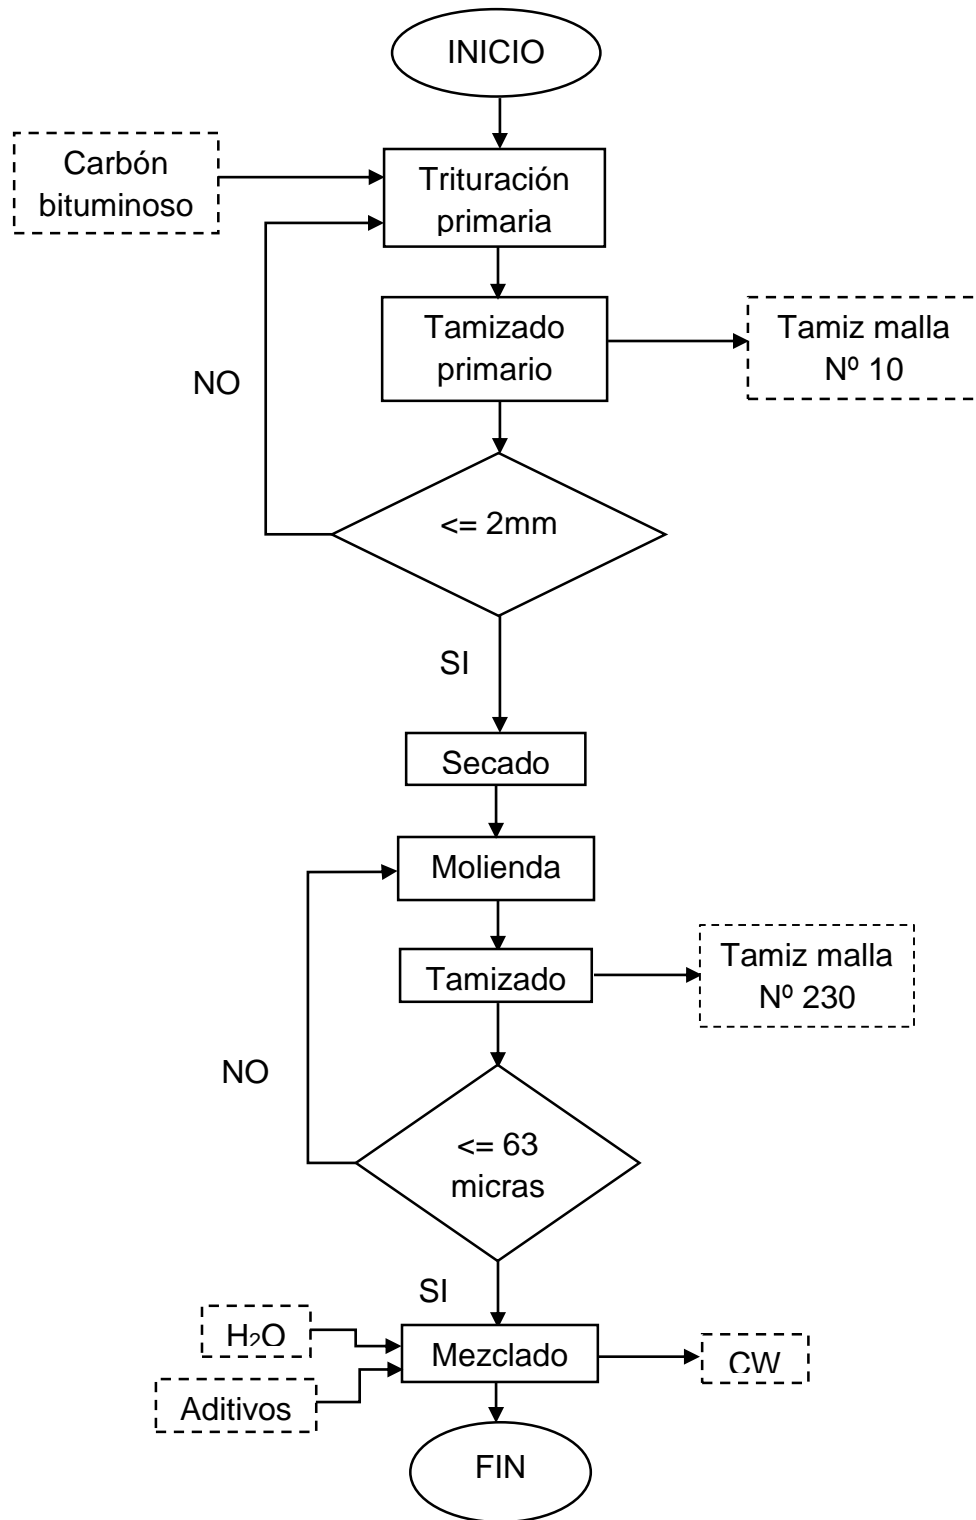 INICIO
Carbón
bituminoso
Trituración
primaria
Tamizado
primario
Tamiz malla
Nº 10
NO
<= 2mm
SI
Secado
Molienda
Tamizado
Tamiz malla
Nº 230
NO
<= 63
micras
SI
H₂O
Mezclado
CW
Aditivos
FIN